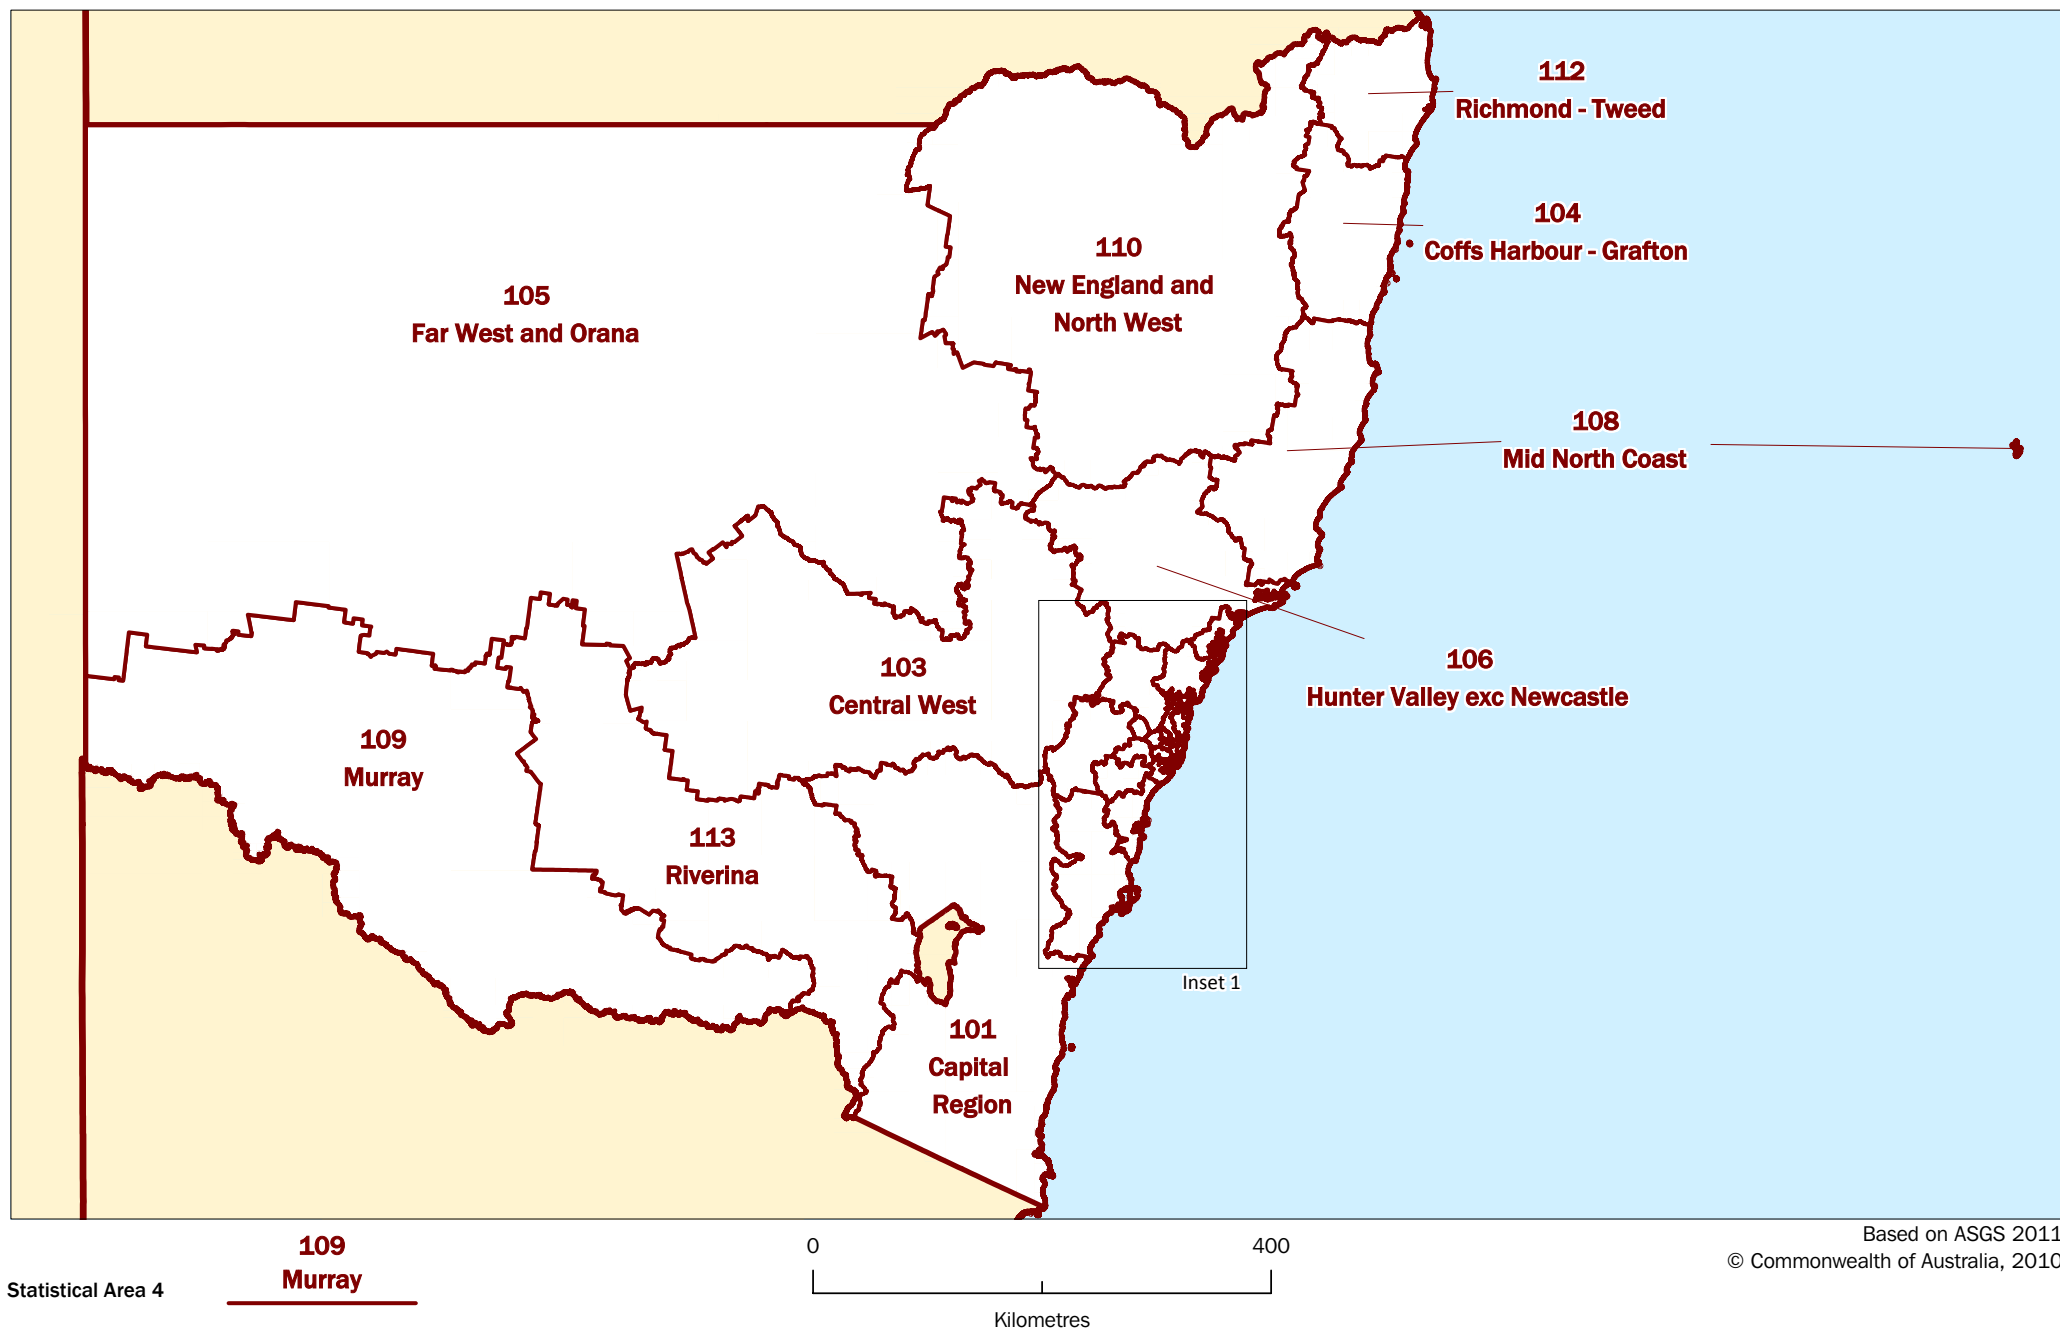 112
Richmond - Tweed
104
Coffs Harbour - Grafton
110
New England and
North West
105
Far West and Orana
108
Mid North Coast
106
Hunter Valley exc Newcastle
103
Central West
109
Murray
113
Riverina
Inset 1
101
Capital
Region
109
Murray
Statistical Area 4
0
400
Kilometres
Based on ASGS 2011
© Commonwealth of Australia, 2010